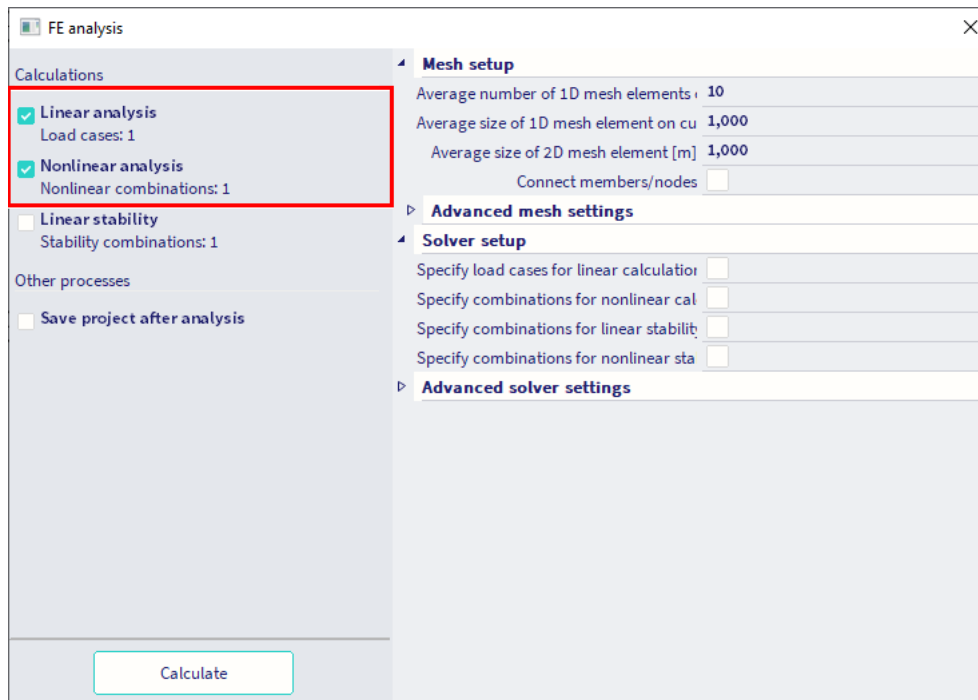 FE analysis
Calculations
Linear analysis
Load cases: 1
Nonlinear analysis
Nonlinear combinations: 1
Linear stability
Stability combinations: 1
Other processes
Save project after analysis
Calculate
Mesh setup
Average number of 1D mesh elements 10
Average size of 1D mesh element on cu 1,000
Average size of 2D mesh element [m] 1,000
Connect members/nodes
Advanced mesh settings
Solver setup
Specify load cases for linear calculation
Specify combinations for nonlinear cal
Specify combinations for linear stability
Specify combinations for nonlinear sta
Advanced solver settings